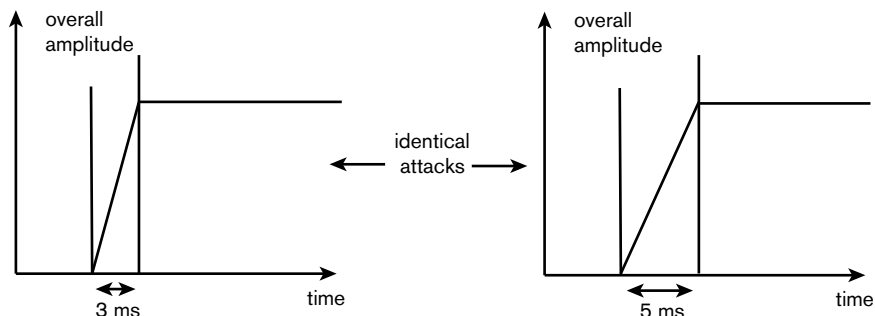 overall
amplitude
3 ms
time
identical
attacks
overall
amplitude
5 ms
time